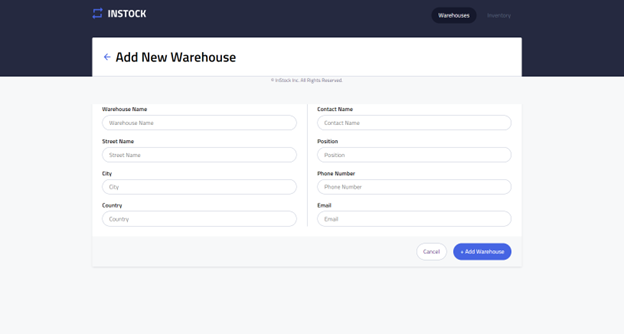 INSTOCK
Warehouses
Inventory
Add New Warehouse
© InStock Inc. All Rights Reserved.
Warehouse Name
Warehouse Name
Street Name
Street Name
City
City
Country
Country
Contact Name
Contact Name
Position
Position
Phone Number
Phone Number
Email
Email
Cancel
+ Add Warehouse